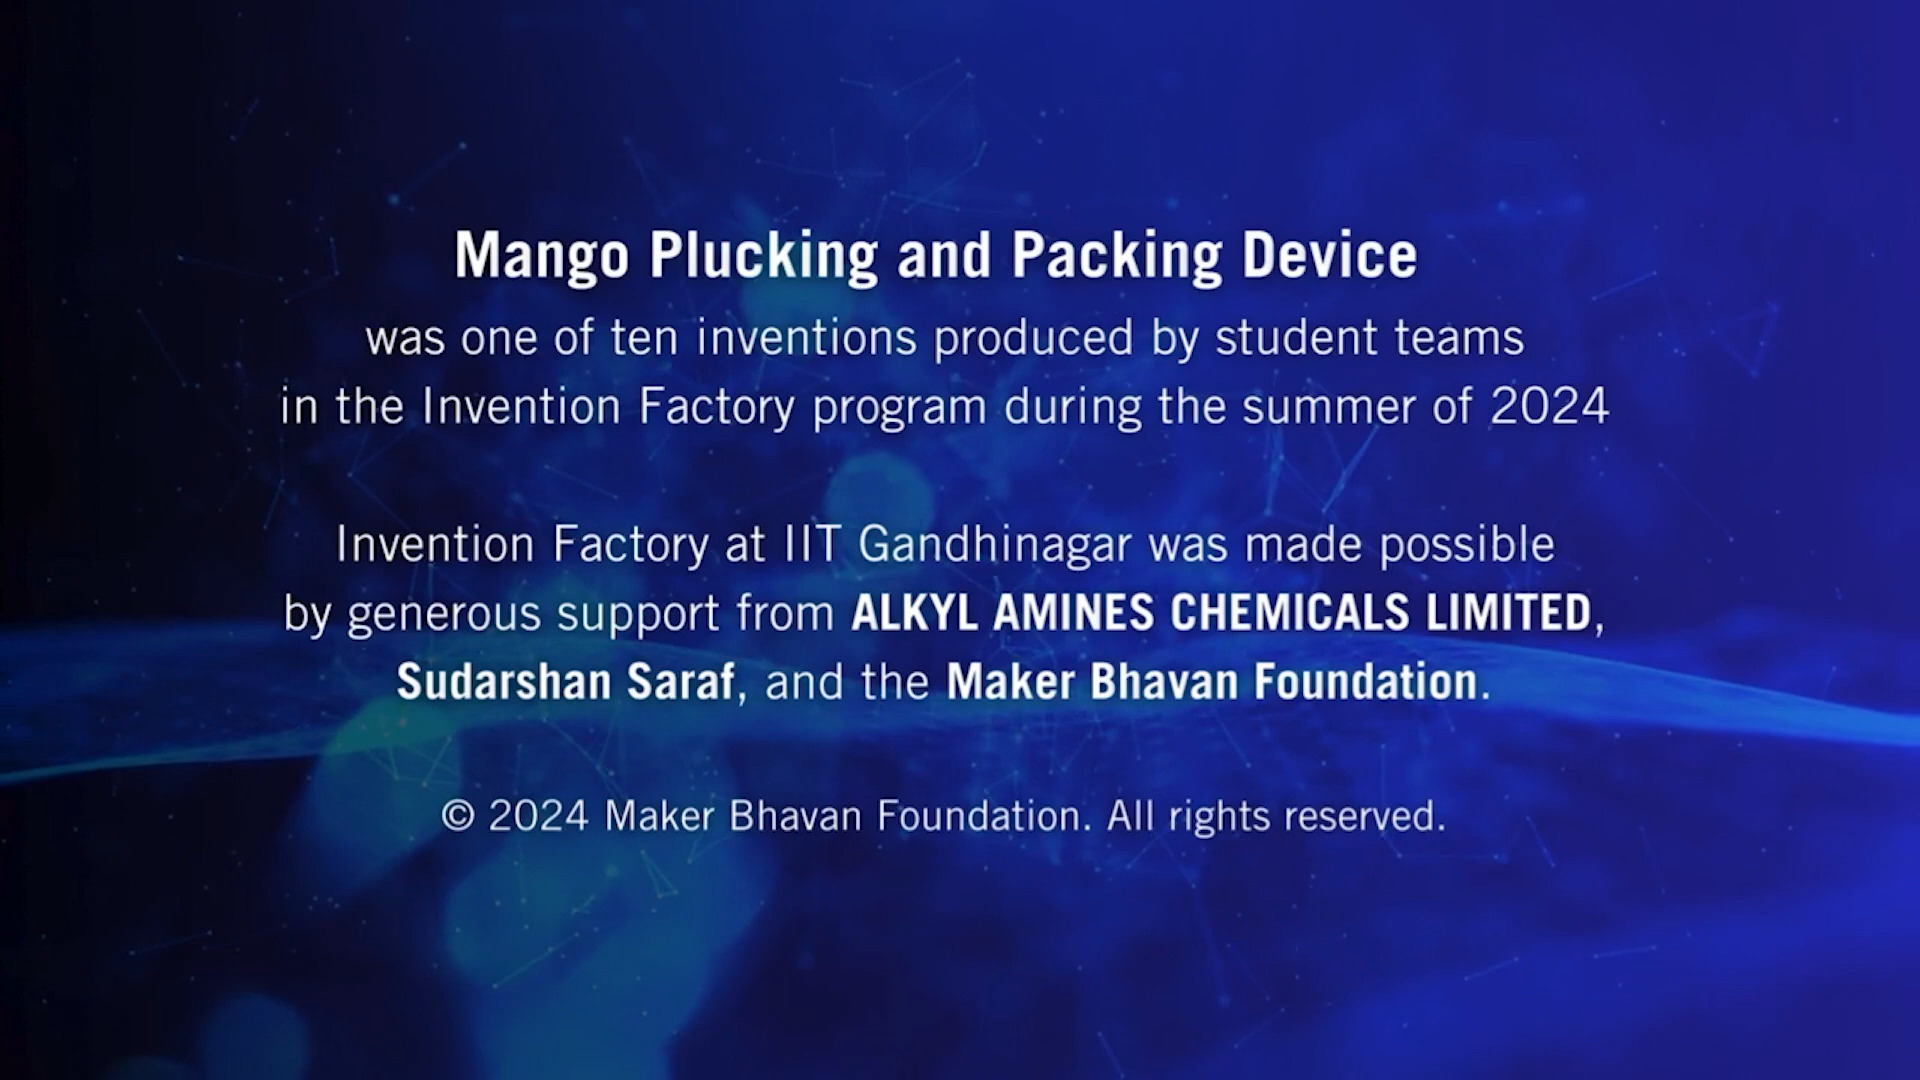 Mango Plucking and Packing Device
was one of ten inventions produced by student teams
in the Invention Factory program during the summer of 2024
Invention Factory at IIT Gandhinagar was made possible
by generous support from ALKYL AMINES CHEMICALS LIMITED,
Sudarshan Saraf, and the Maker Bhavan Foundation.
© 2024 Maker Bhavan Foundation. All rights reserved.